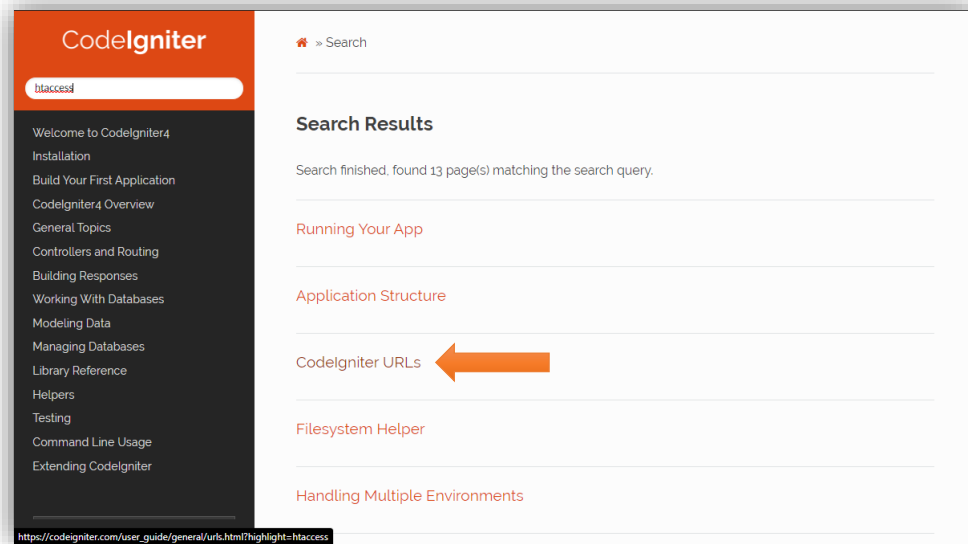 CodeIgniter
htaccess
Welcome to CodeIgniter4
Installation
Build Your First Application
CodeIgniter4 Overview
General Topics
Controllers and Routing
Building Responses
Working With Databases
Modeling Data
Managing Databases
Library Reference
Helpers
Testing
Command Line Usage
Extending CodeIgniter
» Search
Search Results
Search finished, found 13 page(s) matching the search query.
Running Your App
Application Structure
CodeIgniter URLs
Filesystem Helper
Handling Multiple Environments
https://codeigniter.com/user_guide/general/urls.html?highlight=htaccess